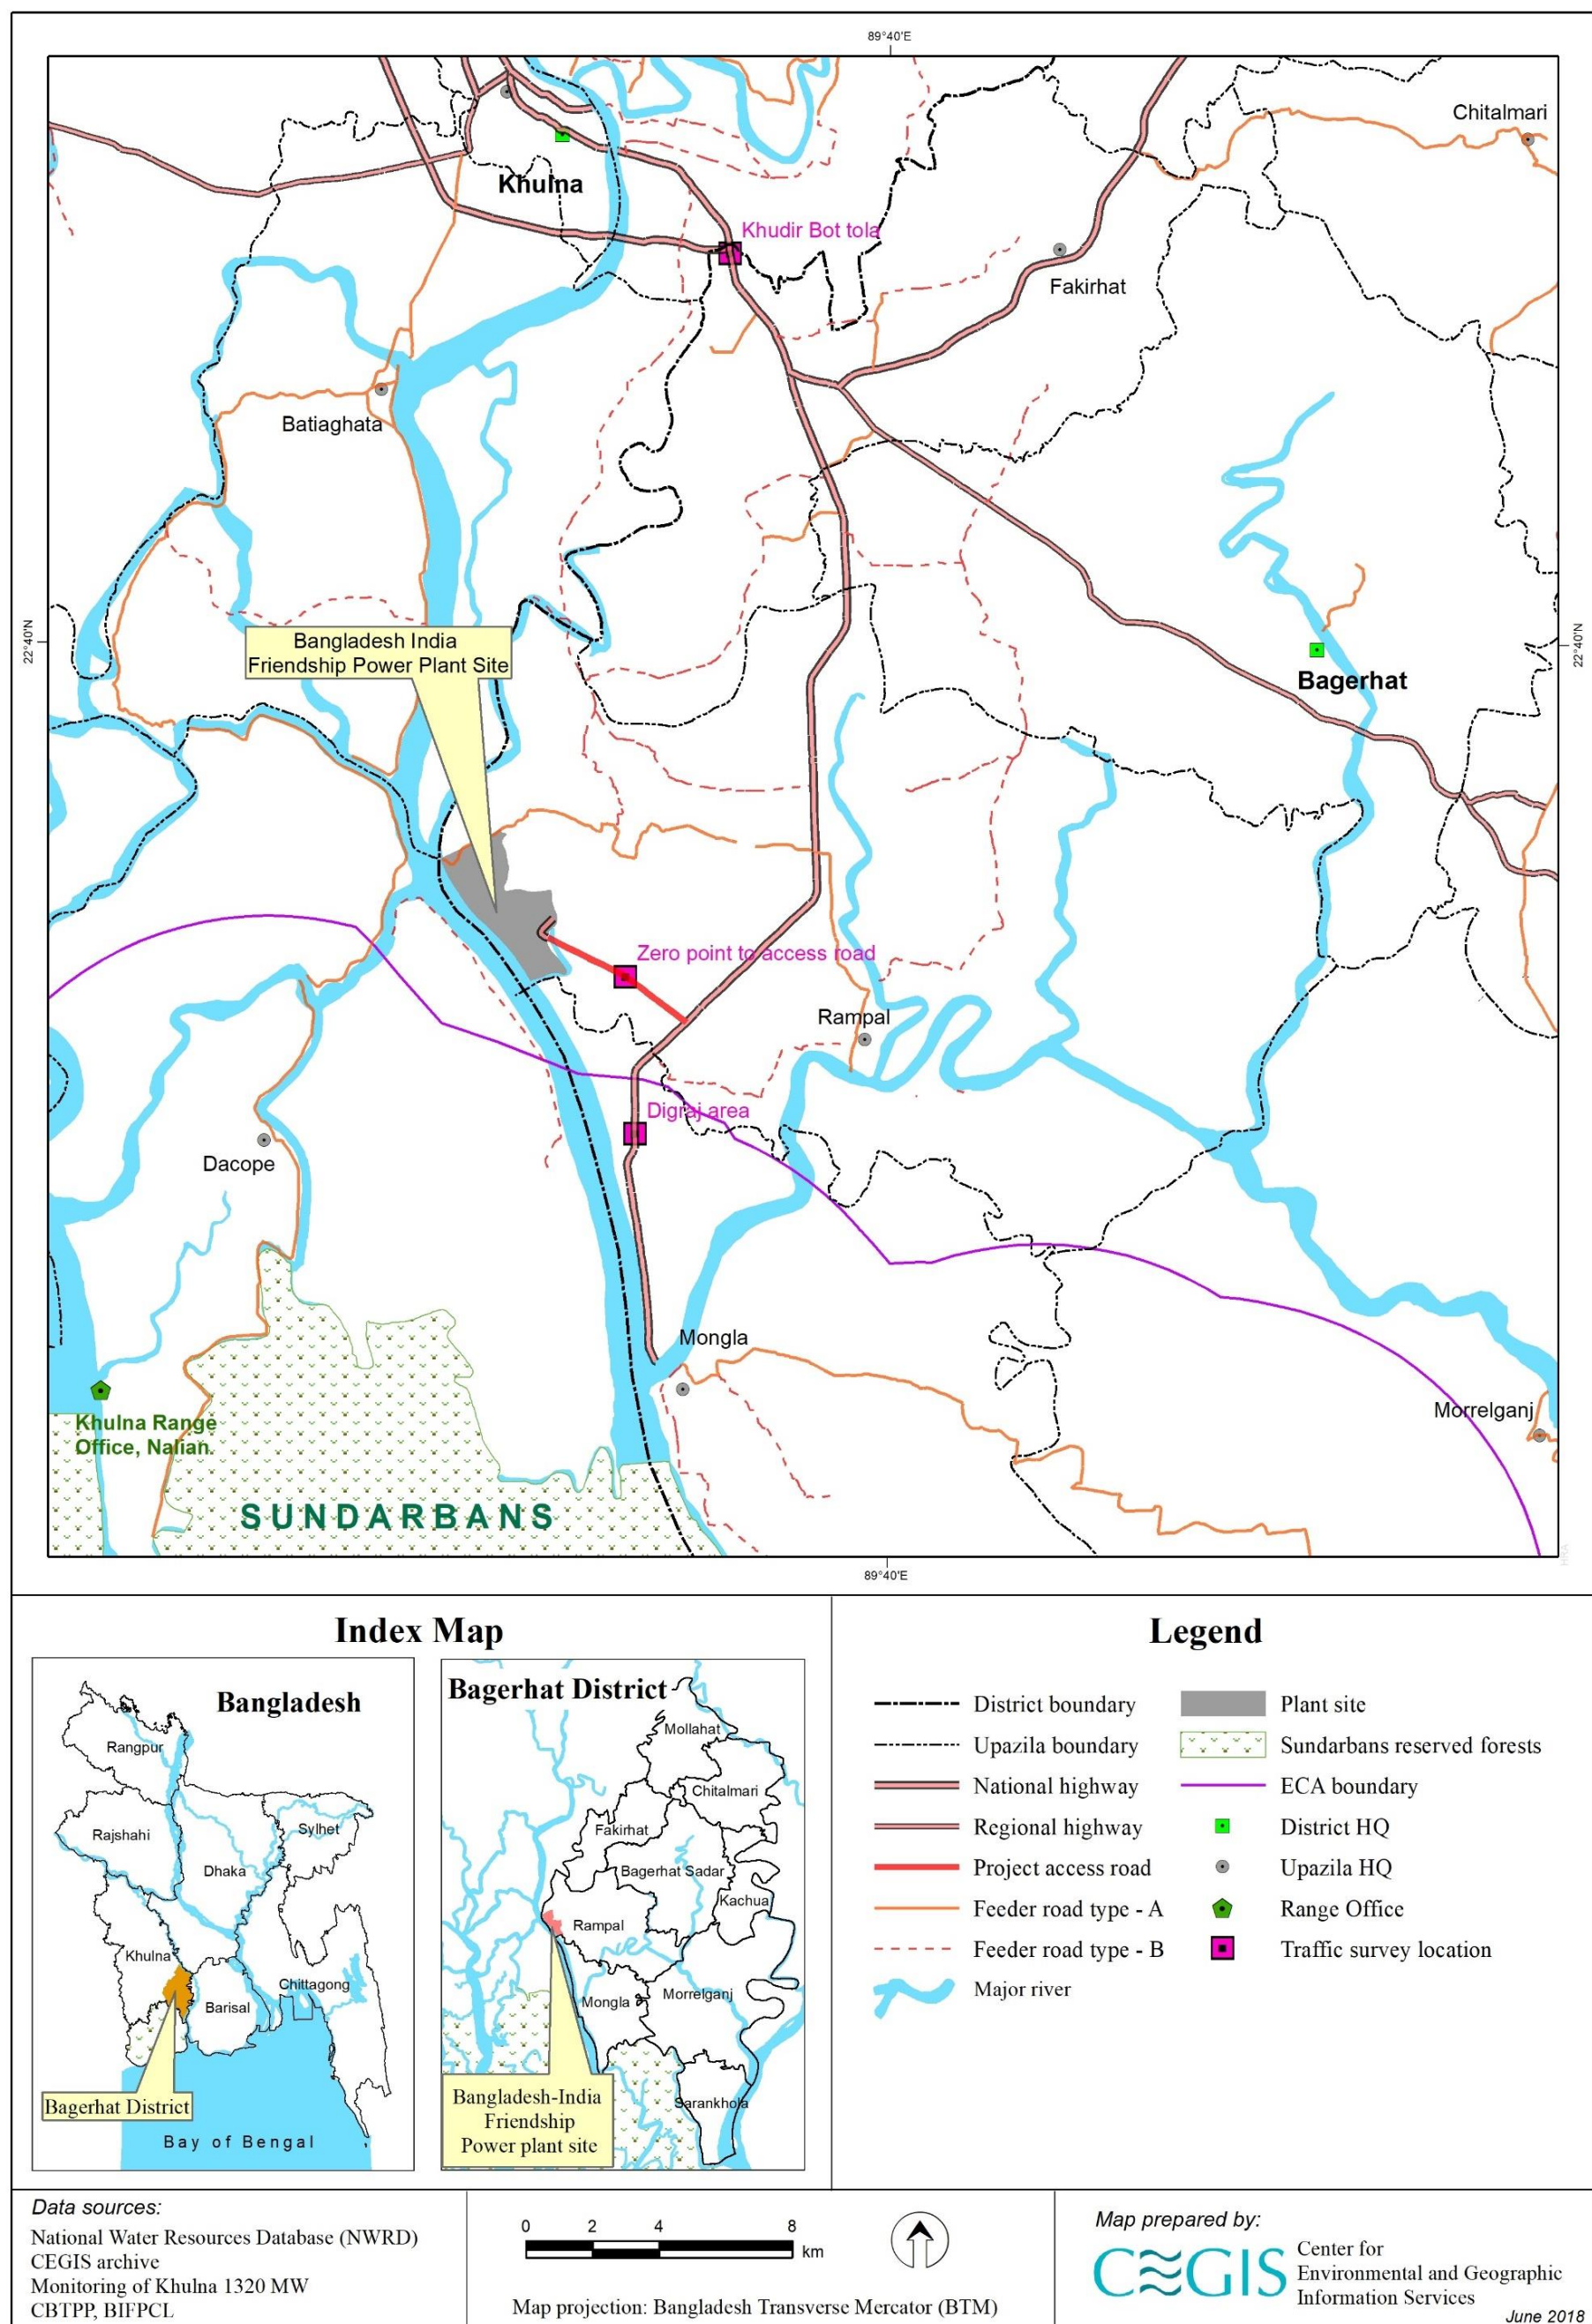 89°40'E
Chitalmari
Khulna
Khudir Bot tola
Fakirhat
Batiaghata
22°40'N
22°40'N
Bangladesh India
Friendship Power Plant Site
Bagerhat
Zero point to access road
Rampal
Digraj area
Dacope
Mongla
Morrelganj
Khulna Range
Office, Nalian
SUNDARBANS
89°40'E
Index Map
Bangladesh
Rangpur
Rajshahi
Sylhet
Dhaka
Khulna
Chittagong
Barisal
Bagerhat District
Bay of Bengal
Bagerhat District
Mollahat
Chitalmari
Fakirhat
Bagerhat Sadar
Kachua
Rampal
Mongla
Morrelganj
Sarankhola
Bangladesh-India
Friendship
Power plant site
Legend
District boundary
Upazila boundary
National highway
Regional highway
Project access road
Feeder road type - A
Feeder road type - B
Major river
Plant site
Sundarbans reserved forests
ECA boundary
District HQ
Upazila HQ
Range Office
Traffic survey location
Data sources:
National Water Resources Database (NWRD)
CEGIS archive
Monitoring of Khulna 1320 MW
CBTPP, BIFPCL
0 2 4 8
km
Map projection: Bangladesh Transverse Mercator (BTM)
Map prepared by:
CEGIS
Center for
Environmental and Geographic
Information Services
June 2018